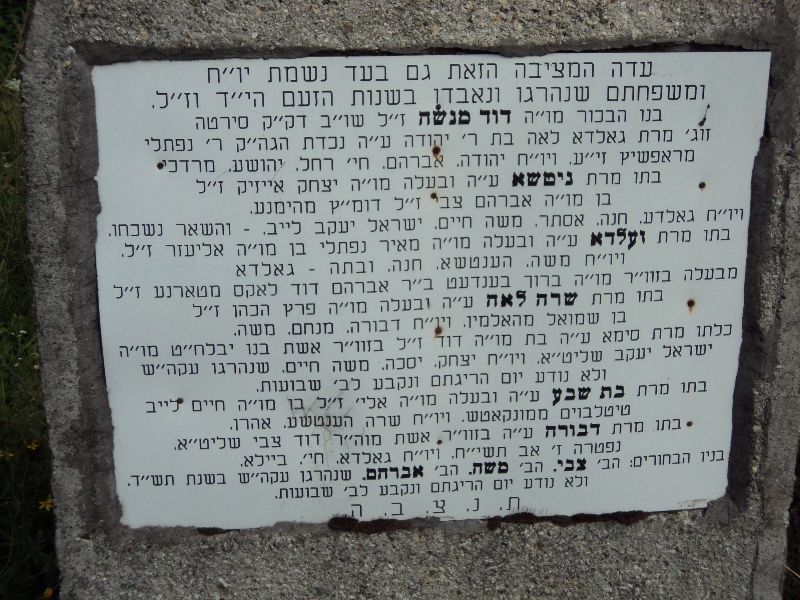 עדה המציבה הזאת גם בעד נשמת יו״ח
ומשפחתם שנהרגו ונאבדו בשנות הזעם הי״ד וז״ל.
בנו הבכור מו״ה דוד מנשה ז״ל שו״ב דק״ק סירטה
זוג׳ מרת גאלדא לאה בת ר׳ יהודה ע״ה נכדת הגה״ק ר׳ נפתלי
מראפשיץ זי״ע. ויו״ח יהודה. אברהם. חי׳ רחל. יהושע. מרדכי
בתו מרת ניטשא ע״ה ובעלה מו״ה יצחק אייזיק ז״ל
בן מו״ה אברהם צבי ז״ל דומ״ץ מהימנע.
ויו״ח גאלדע. חנה. אסתר. משה חיים. ישראל יעקב לייב. - והשאר נשכחו.
בתו מרת זעלדא ע״ה ובעלה מו״ה מאיר נפתלי בן מו״ה אליעזר ז״ל.
ויו״ח משה. הענטשא. חנה. ובתה - גאלדא
מבעלה בזוו״ר מו״ה ברוך בענדעט ב״ר אברהם דוד לאקס מטארנע ז״ל
בתו מרת שרה לאה ע״ה ובעלה מו״ה פרץ הכהן ז״ל
בן שמואל מהאלמין. ויו״ח דבורה. מנחם. משה.
כלתו מרת סימא ע״ה בת מו״ה דוד ז״ל בזוו״ר אשת בנו יבלח״ט מו״ה
ישראל יעקב שליט״א. ויו״ח יצחק. יסכה. משה חיים. שנהרגו עקה״ש
ולא נודע יום הריגתם ונקבע לב׳ שבועות.
בתו מרת בת שבע ע״ה ובעלה מו״ה אלי׳ ז״ל בן מו״ה חיים לייב
טיטלבוים ממונקאטש. ויו״ח שרה הענטשע. אהרו.
בתו מרת דבורה ע״ה בזוו״ר. אשת מוה״ר דוד צבי שליט״א.
נפטרה ז׳ אב תשי״ח. ויו״ח גאלדא. חי׳. ביילא.
בניו הבחורים: הב׳ צבי. הב׳ משה. הב׳ אברהם. שנהרגו עקה״ש בשנת תש״ד.
ולא נודע יום הריגתם ונקבע לב׳ שבועות.
ת. נ. צ. ב. ה.